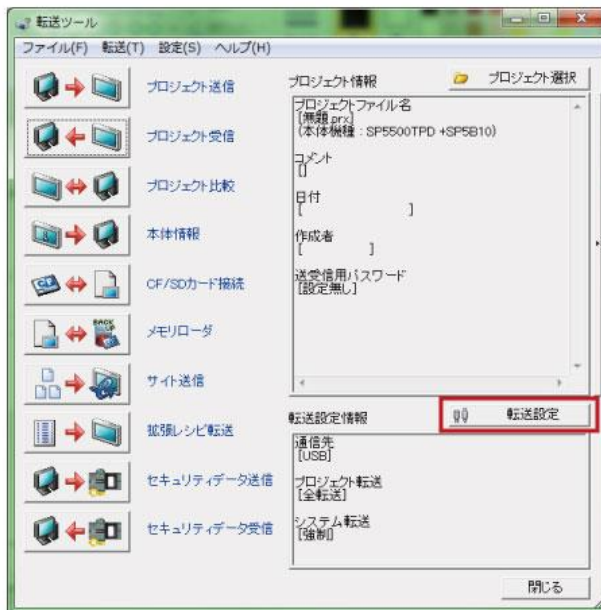 転送ツール
ファイル(F) 転送(T) 設定(S) ヘルプ(H)
プロジェクト送信
プロジェクト受信
プロジェクト比較
本体情報
CF/SDカード接続
メモリローダ
サイト送信
拡張レシピ転送
セキュリティデータ送信
セキュリティデータ受信
プロジェクト情報
プロジェクト選択
プロジェクトファイル名
[無題.prx]
(本体機種 : SP5500TPD +SP5B10)
コメント
[]
日付
[ ]
作成者
[ ]
送受信用パスワード
[設定無し]
転送設定情報
転送設定
通信先
[USB]
プロジェクト転送
[全転送]
システム転送
[強制]
閉じる